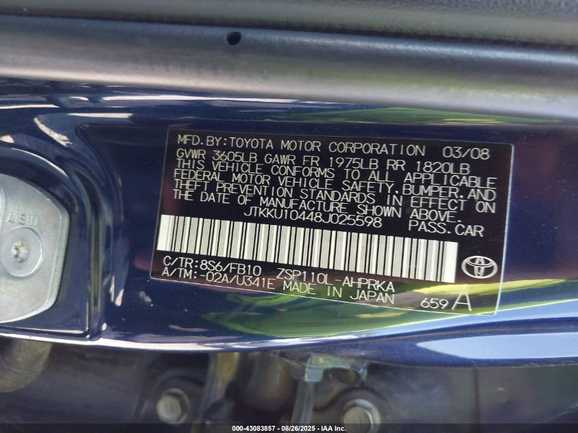 MFD. BY: TOYOTA MOTOR CORPORATION 03/08
GVWR 3605LB GAWR FR 1975LB RR 1820LB
THIS VEHICLE CONFORMS TO ALL APPLICABLE
FEDERAL MOTOR VEHICLE SAFETY, BUMPER, AND
THEFT PREVENTION STANDARDS IN EFFECT ON
THE DATE OF MANUFACTURE SHOWN ABOVE.
JTKKU10448J025598 PASS.CAR
C/TR: 8S6/FB10 ZSP110L-AHPRKA
A/TM: 02A/U341E MADE IN JAPAN 659 A
000-43083857 - 08/26/2025 - IAA Inc.